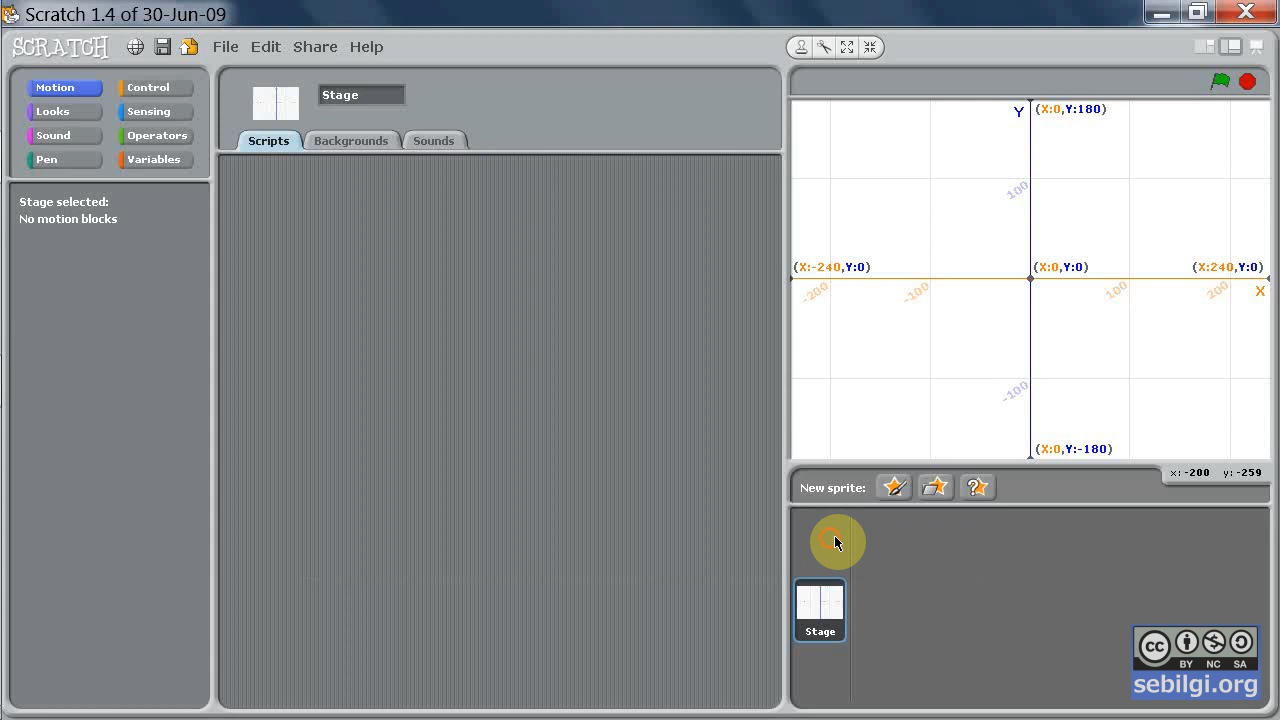 Scratch 1.4 of 30-Jun-09
SCRATCH File Edit Share Help
Motion Control
Looks Sensing
Sound Operators
Pen Variables
Stage selected:
No motion blocks
Stage
Scripts Backgrounds Sounds
Y (X:0,Y:180)
100
(X:-240,Y:0) (X:0,Y:0) (X:240,Y:0)
-200 -100 100 200 X
-100
(X:0,Y:-180)
x: -200 y: -259
New sprite:
Stage
cc BY NC SA
sebilgi.org